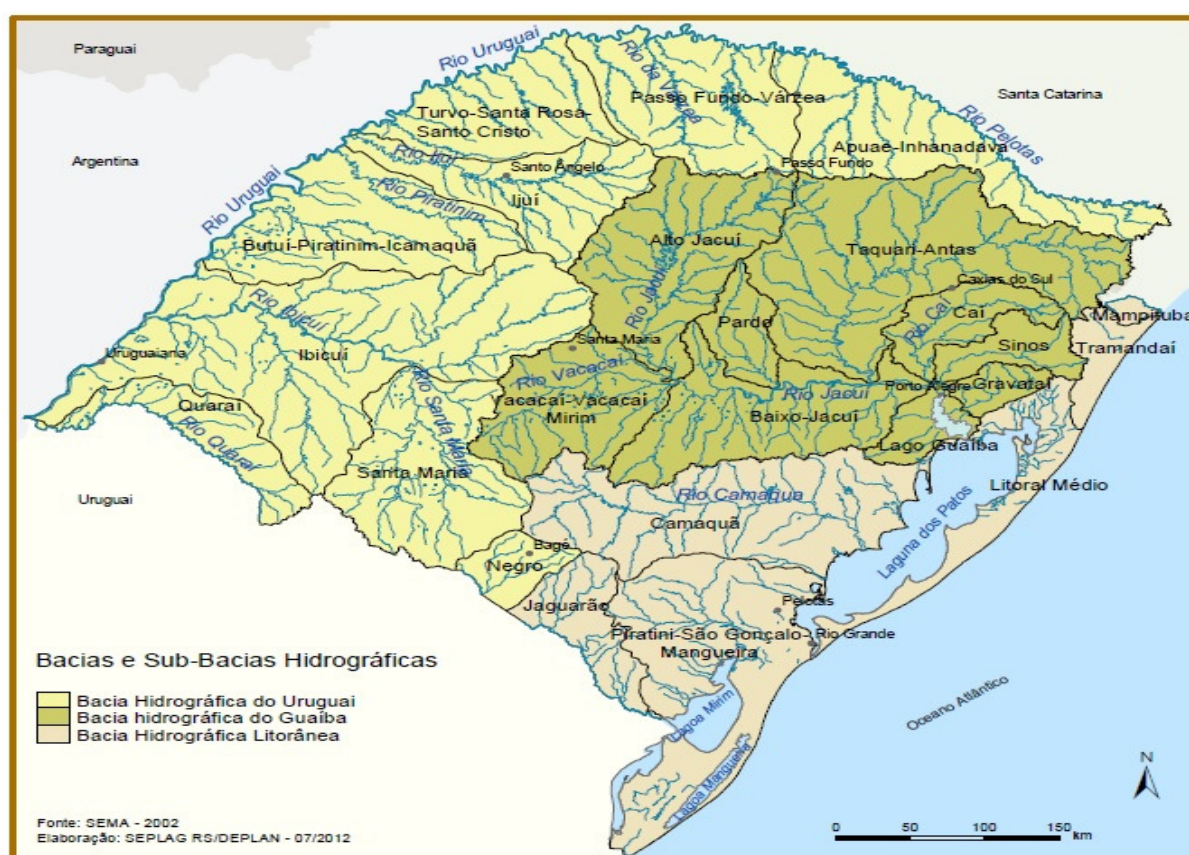 Paraguai
Rio Uruguai
Rio da Várzea
Passo Fundo-Várzea
Santa Catarina
Turvo-Santa Rosa-
Santo Cristo
Rio Pelotas
Argentina
Rio Ijuí
Santo Ângelo
Apuaê-Inhandava
Passo Fundo
Rio Uruguai
Rio Piratinim
Ijuí
Butuí-Piratinim-Icamaquã
Alto Jacuí
Taquari-Antas
Rio Jacuí
Caxias do Sul
Rio Ibicuí
Pardo
Rio Caí
Caí
Mampituba
Uruguaiana
Ibicuí
Santa Maria
Sinos
Tramandaí
Rio Vacacaí
Vacacaí-Vacacaí
Mirim
Rio Jacuí
Porto Alegre
Gravataí
Quaraí
Rio Santa Maria
Baixo-Jacuí
Rio Quaraí
Lago Guaíba
Santa Maria
Uruguai
Litoral Médio
Rio Camaquã
Camaquã
Laguna dos Patos
Bagé
Negro
Jaguarão
Pelotas
Piratini-São Gonçalo-
Mangueira
Rio Grande
Bacias e Sub-Bacias Hidrográficas
Bacia Hidrográfica do Uruguai
Bacia hidrográfica do Guaíba
Bacia Hidrográfica Litorânea
Lagoa Mirim
Oceano Atlântico
Lagoa Mangueira
N
Fonte: SEMA - 2002
Elaboração: SEPLAG RS/DEPLAN - 07/2012
0 50 100 150
km